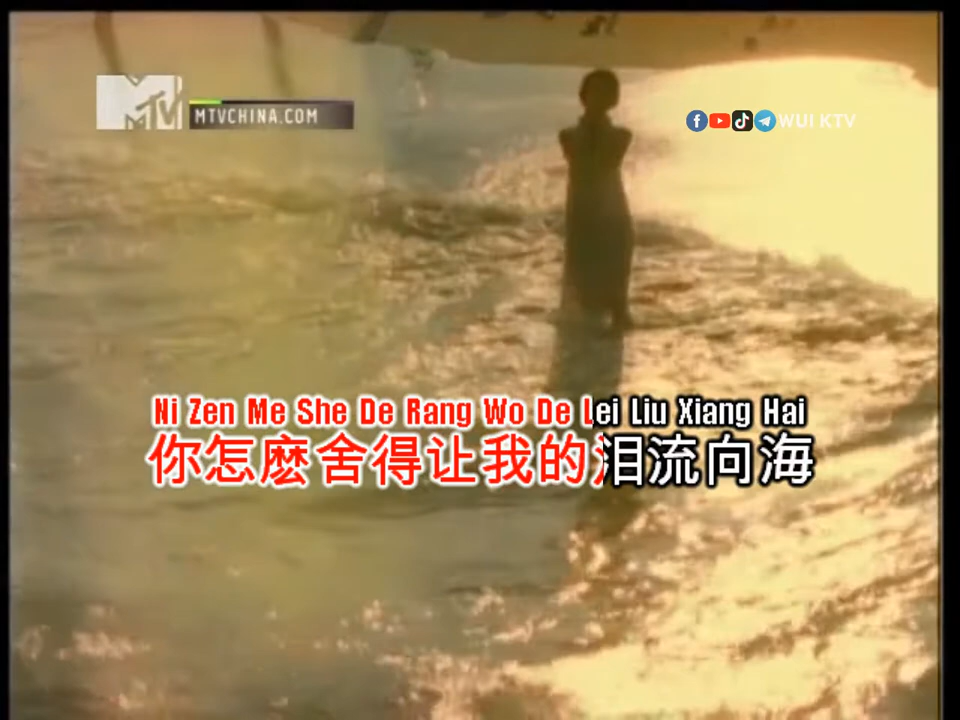 MTV
MTVCHINA.COM
WUI KTV
Ni Zen Me She De Rang Wo De Lei Liu Xiang Hai
你怎麽舍得让我的泪流向海